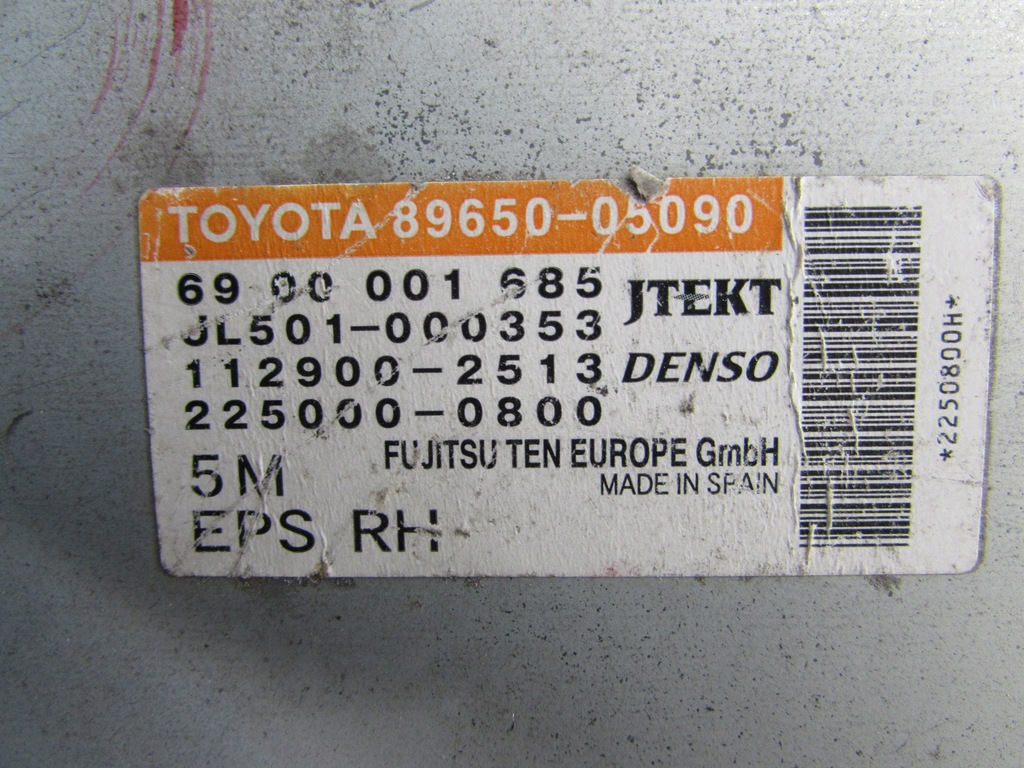 TOYOTA 89650-05090
69 00 001 685
JL501-000353
JTEKT
112900-2513
DENSO
225000-0800
FUJITSU TEN EUROPE GmbH
5M
MADE IN SPAIN
EPS RH
*2250800H*